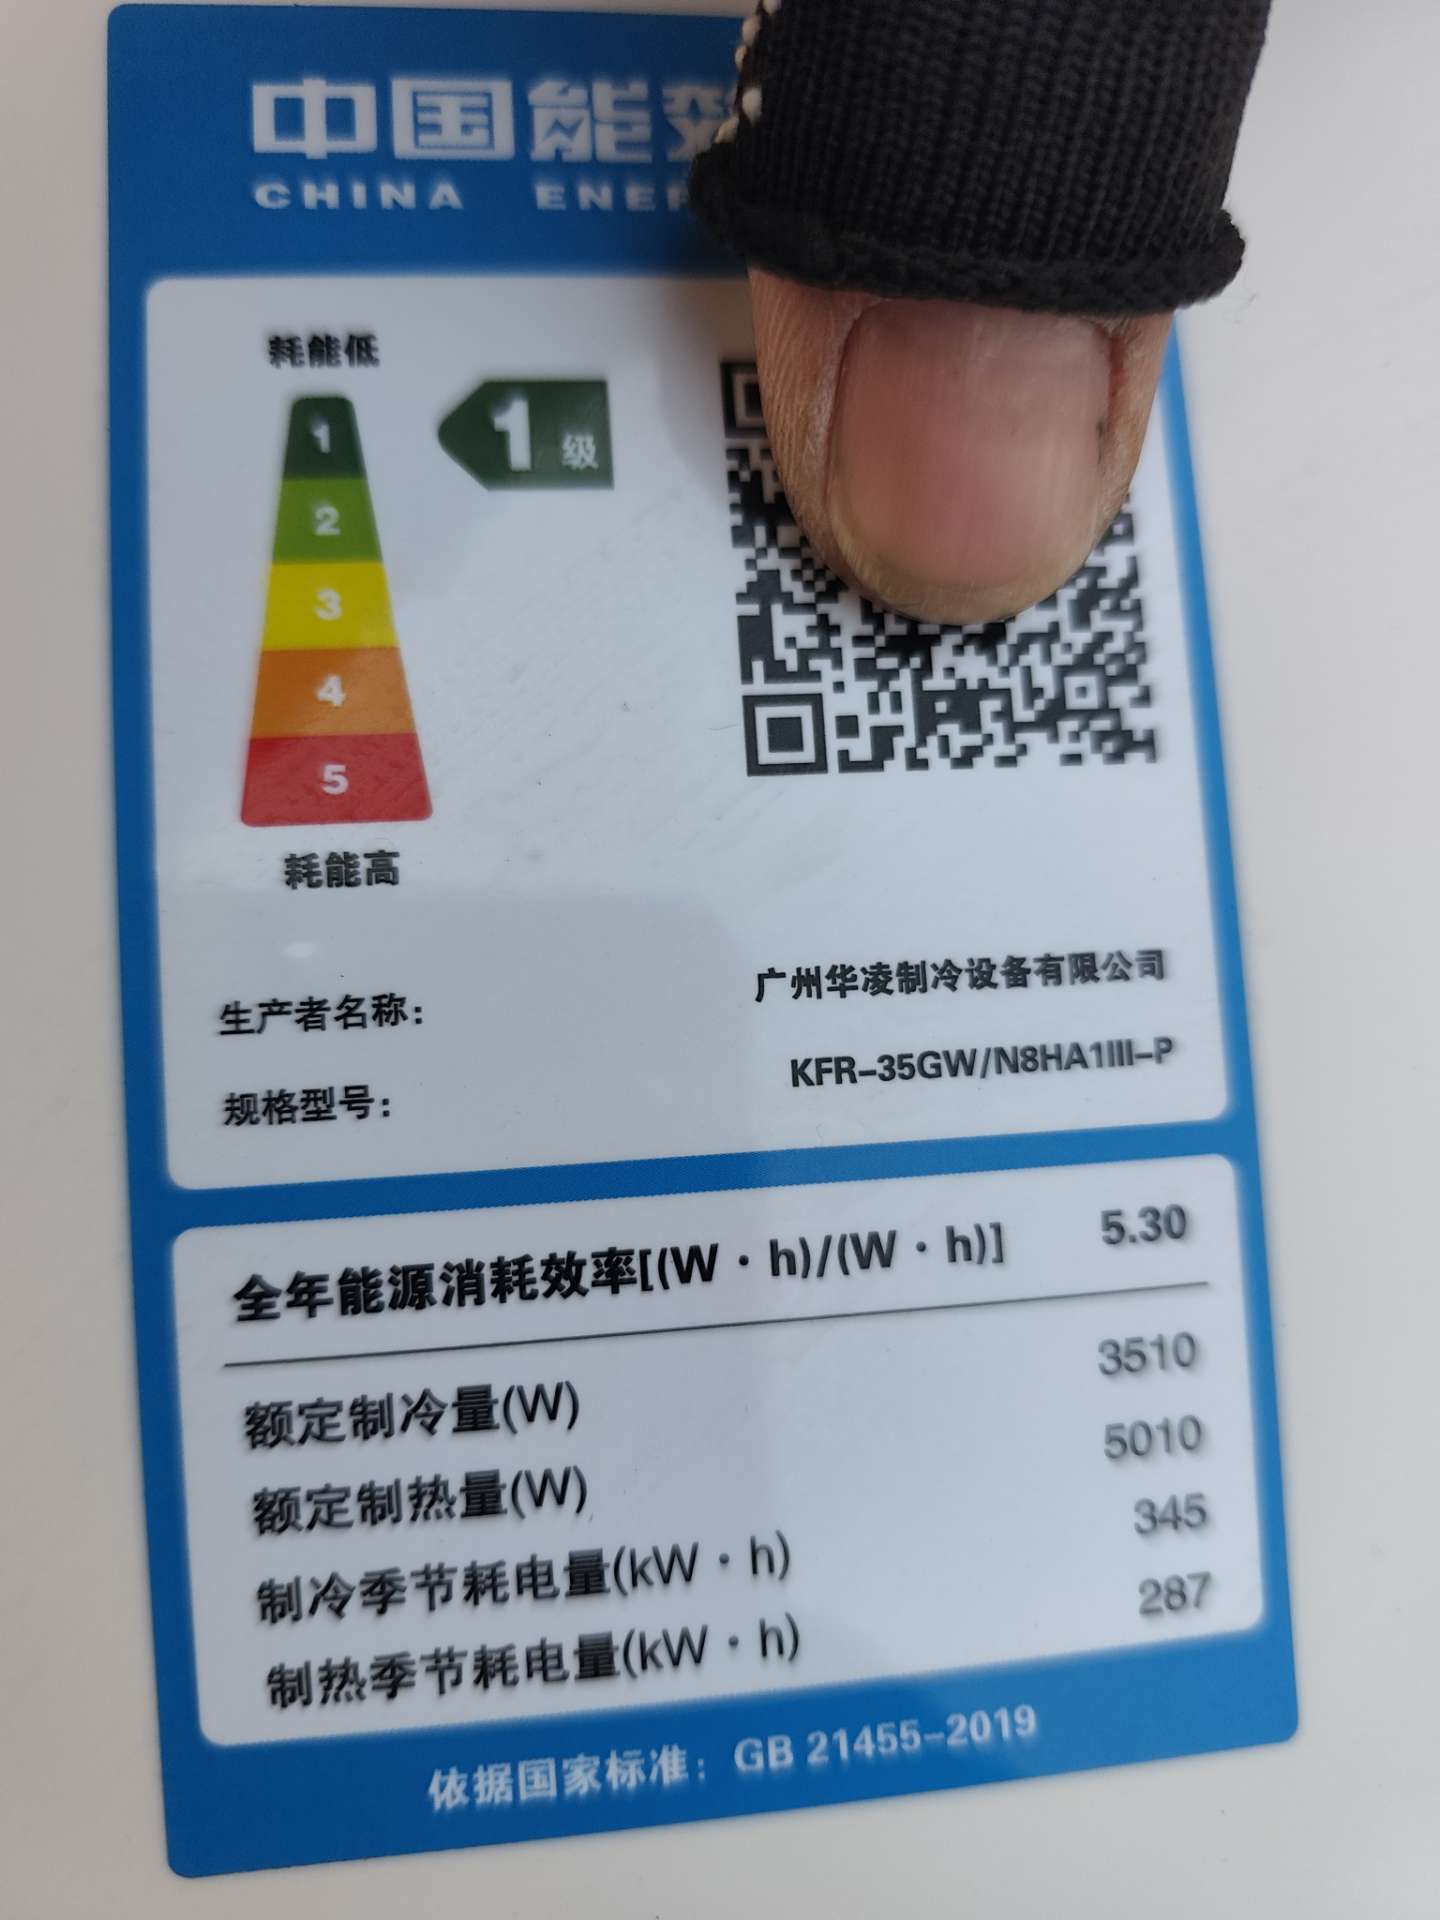 中国能效
CHINA ENER
耗能低
1
1级
2
3
4
5
耗能高
生产者名称： 广州华凌制冷设备有限公司
规格型号： KFR-35GW/N8HA1III-P
全年能源消耗效率[(W·h)/(W·h)] 5.30
额定制冷量(W) 3510
额定制热量(W) 5010
制冷季节耗电量(kW·h) 345
制热季节耗电量(kW·h) 287
依据国家标准：GB 21455-2019